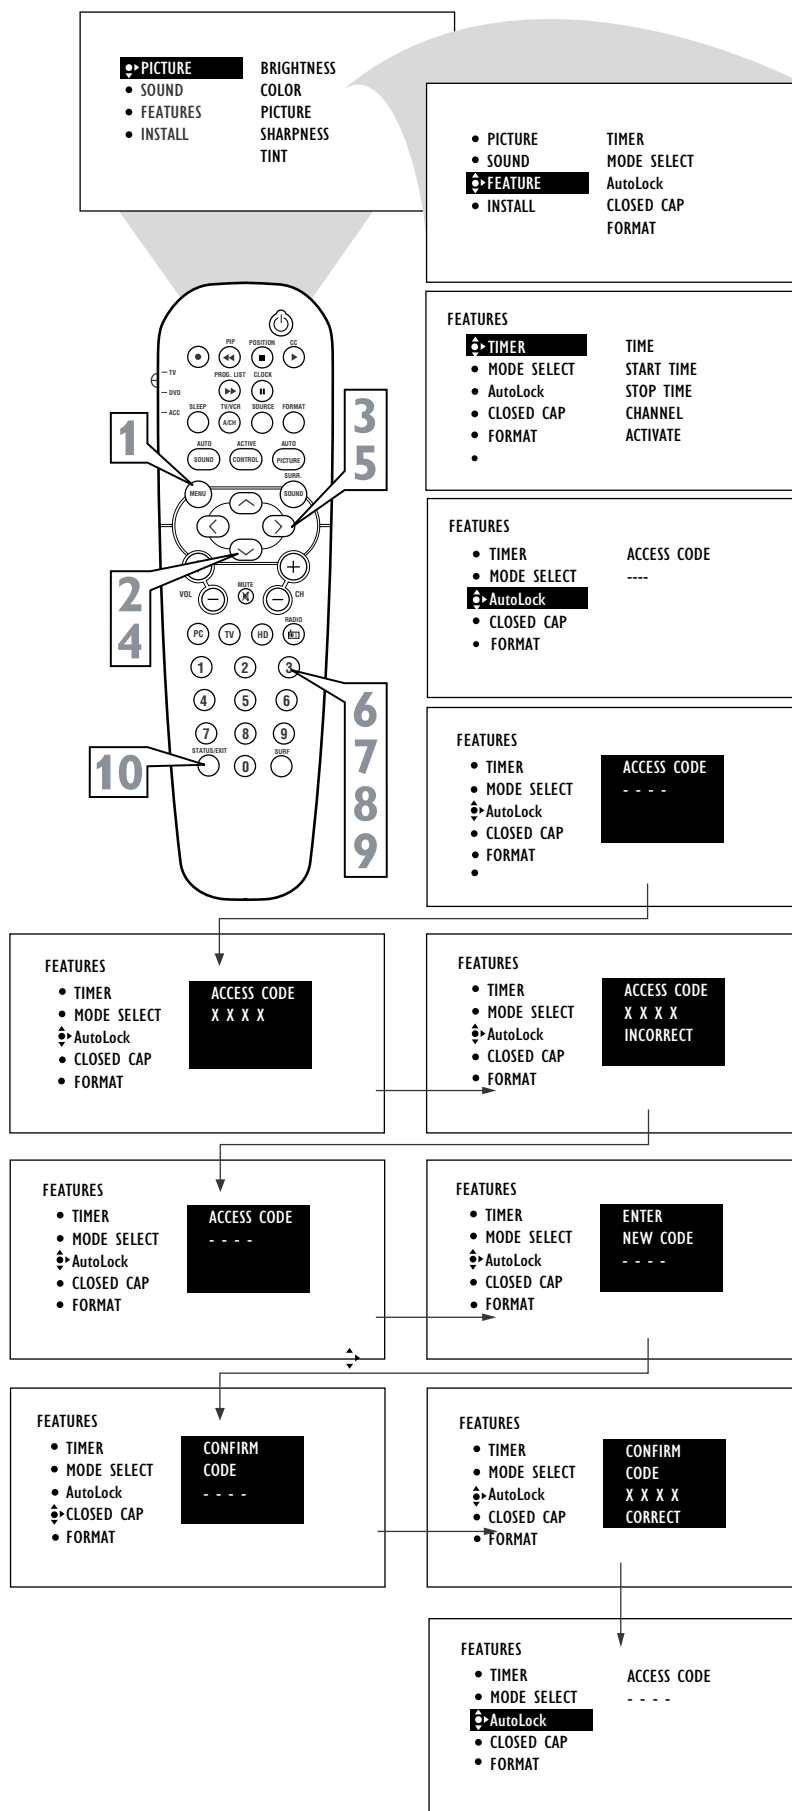 PICTURE BRIGHTNESS
SOUND COLOR
FEATURES PICTURE
INSTALL SHARPNESS
TINT
PICTURE TIMER
SOUND MODE SELECT
FEATURE AutoLock
INSTALL CLOSED CAP
FORMAT
FEATURES
TIMER TIME
MODE SELECT START TIME
AutoLock STOP TIME
CLOSED CAP CHANNEL
FORMAT ACTIVATE
FEATURES
TIMER ACCESS CODE
MODE SELECT ----
AutoLock
CLOSED CAP
FORMAT
PIP POSITION CC
TV
PROG. LIST CLOCK
DVD
ACC
SLEEP TV/VCR SOURCE FORMAT
A/CH
AUTO ACTIVE AUTO
SOUND CONTROL PICTURE
SURR.
MENU SOUND
VOL MUTE CH
RADIO
PC TV HD
1 2 3
4 5 6
7 8 9
STATUS/EXIT SURF
0
1
3
5
2
4
6
7
8
9
10
FEATURES
TIMER ACCESS CODE
MODE SELECT - - - -
AutoLock
CLOSED CAP
FORMAT
FEATURES
TIMER ACCESS CODE
MODE SELECT X X X X
AutoLock
CLOSED CAP
FORMAT
FEATURES
TIMER ACCESS CODE
MODE SELECT X X X X
AutoLock INCORRECT
CLOSED CAP
FORMAT
FEATURES
TIMER ACCESS CODE
MODE SELECT - - - -
AutoLock
CLOSED CAP
FORMAT
FEATURES
TIMER ENTER
MODE SELECT NEW CODE
AutoLock - - - -
CLOSED CAP
FORMAT
FEATURES
TIMER CONFIRM
MODE SELECT CODE
AutoLock - - - -
CLOSED CAP
FORMAT
FEATURES
TIMER CONFIRM
MODE SELECT CODE
AutoLock X X X X
CLOSED CAP CORRECT
FORMAT
FEATURES
TIMER ACCESS CODE
MODE SELECT - - - -
AutoLock
CLOSED CAP
FORMAT